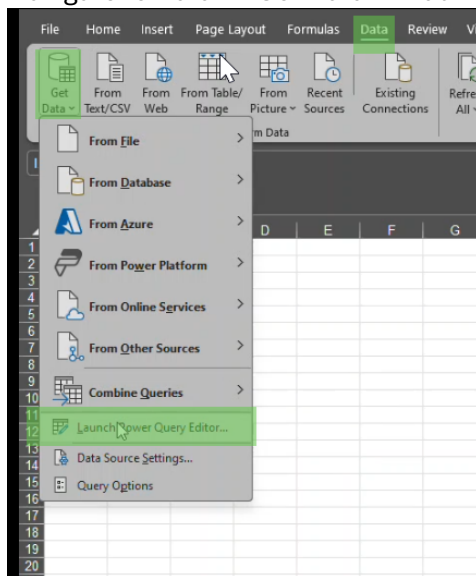 File Home Insert Page Layout Formulas Data Review
Get From From From Table/ From Recent Existing
Data Text/CSV Web Range Picture Sources Connections All
From File
From Database
From Azure
D E F G
From Power Platform
From Online Services
From Other Sources
Combine Queries
Launch Power Query Editor...
Data Source Settings...
Query Options
1
2
3
4
5
6
7
8
9
10
11
12
13
14
15
16
17
18
19
20